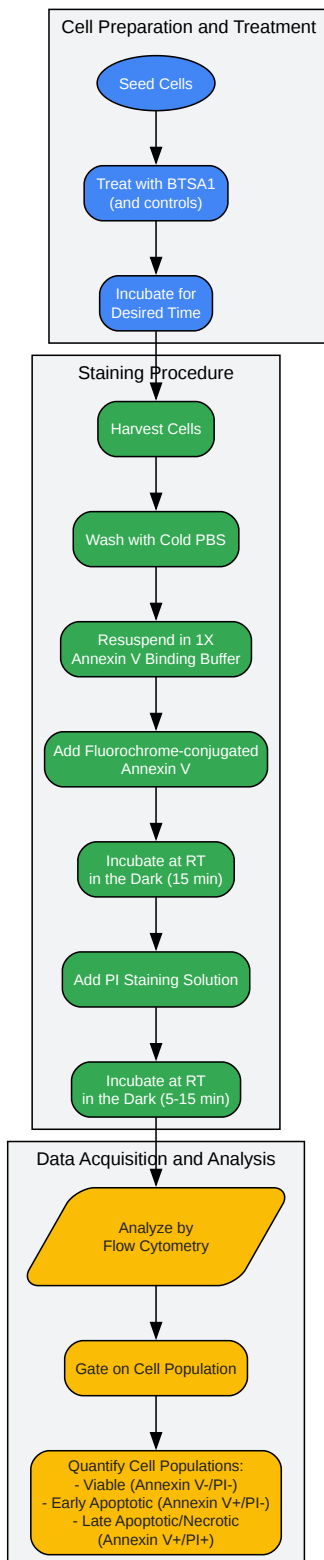 Cell Preparation and Treatment
Seed Cells
Treat with BTSA1
(and controls)
Incubate for
Desired Time
Staining Procedure
Harvest Cells
Wash with Cold PBS
Resuspend in 1X
Annexin V Binding Buffer
Add Fluorochrome-conjugated
Annexin V
Incubate at RT
in the Dark (15 min)
Add PI Staining Solution
Incubate at RT
in the Dark (5-15 min)
Data Acquisition and Analysis
Analyze by
Flow Cytometry
Gate on Cell Population
Quantify Cell Populations:
- Viable (Annexin V-/PI-)
- Early Apoptotic (Annexin V+/PI-)
- Late Apoptotic/Necrotic
(Annexin V+/PI+)